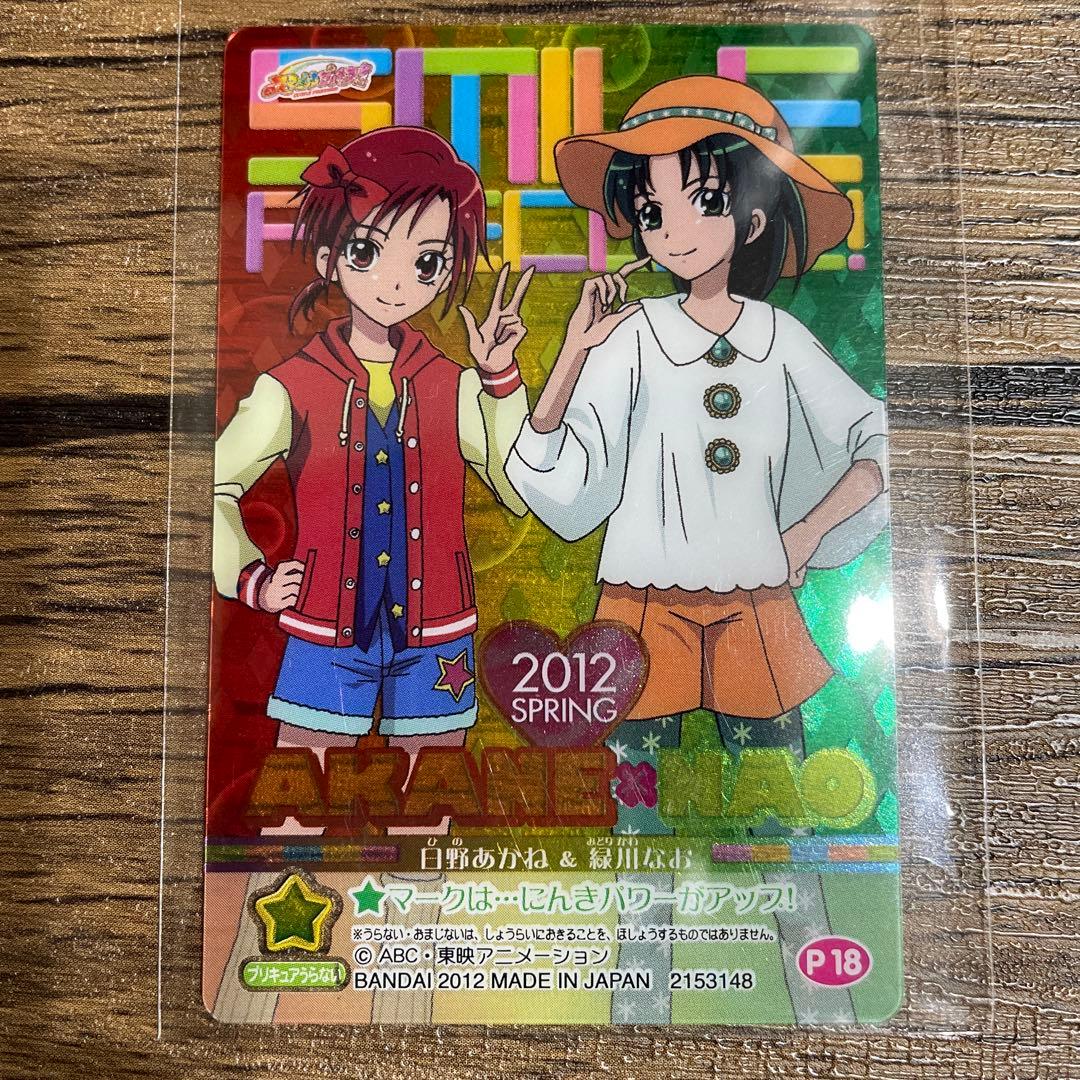 SMILE
PRECURE!
2012
SPRING
AKANE×NAO
ひの みどりかわ
日野あかね & 緑川なお
★マークは…にんきパワーがアップ!
※うらない・おまじないは、しょうらいにおきることを、ほしょうするものではありません。
プリキュアうらない
© ABC・東映アニメーション
BANDAI 2012 MADE IN JAPAN 2153148
P 18